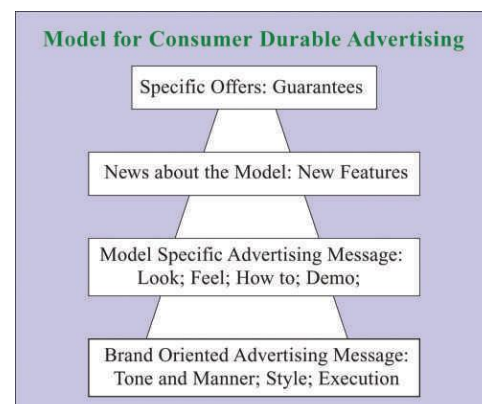 Model for Consumer Durable Advertising
Specific Offers: Guarantees
News about the Model: New Features
Model Specific Advertising Message:
Look; Feel; How to; Demo;
Brand Oriented Advertising Message:
Tone and Manner; Style; Execution